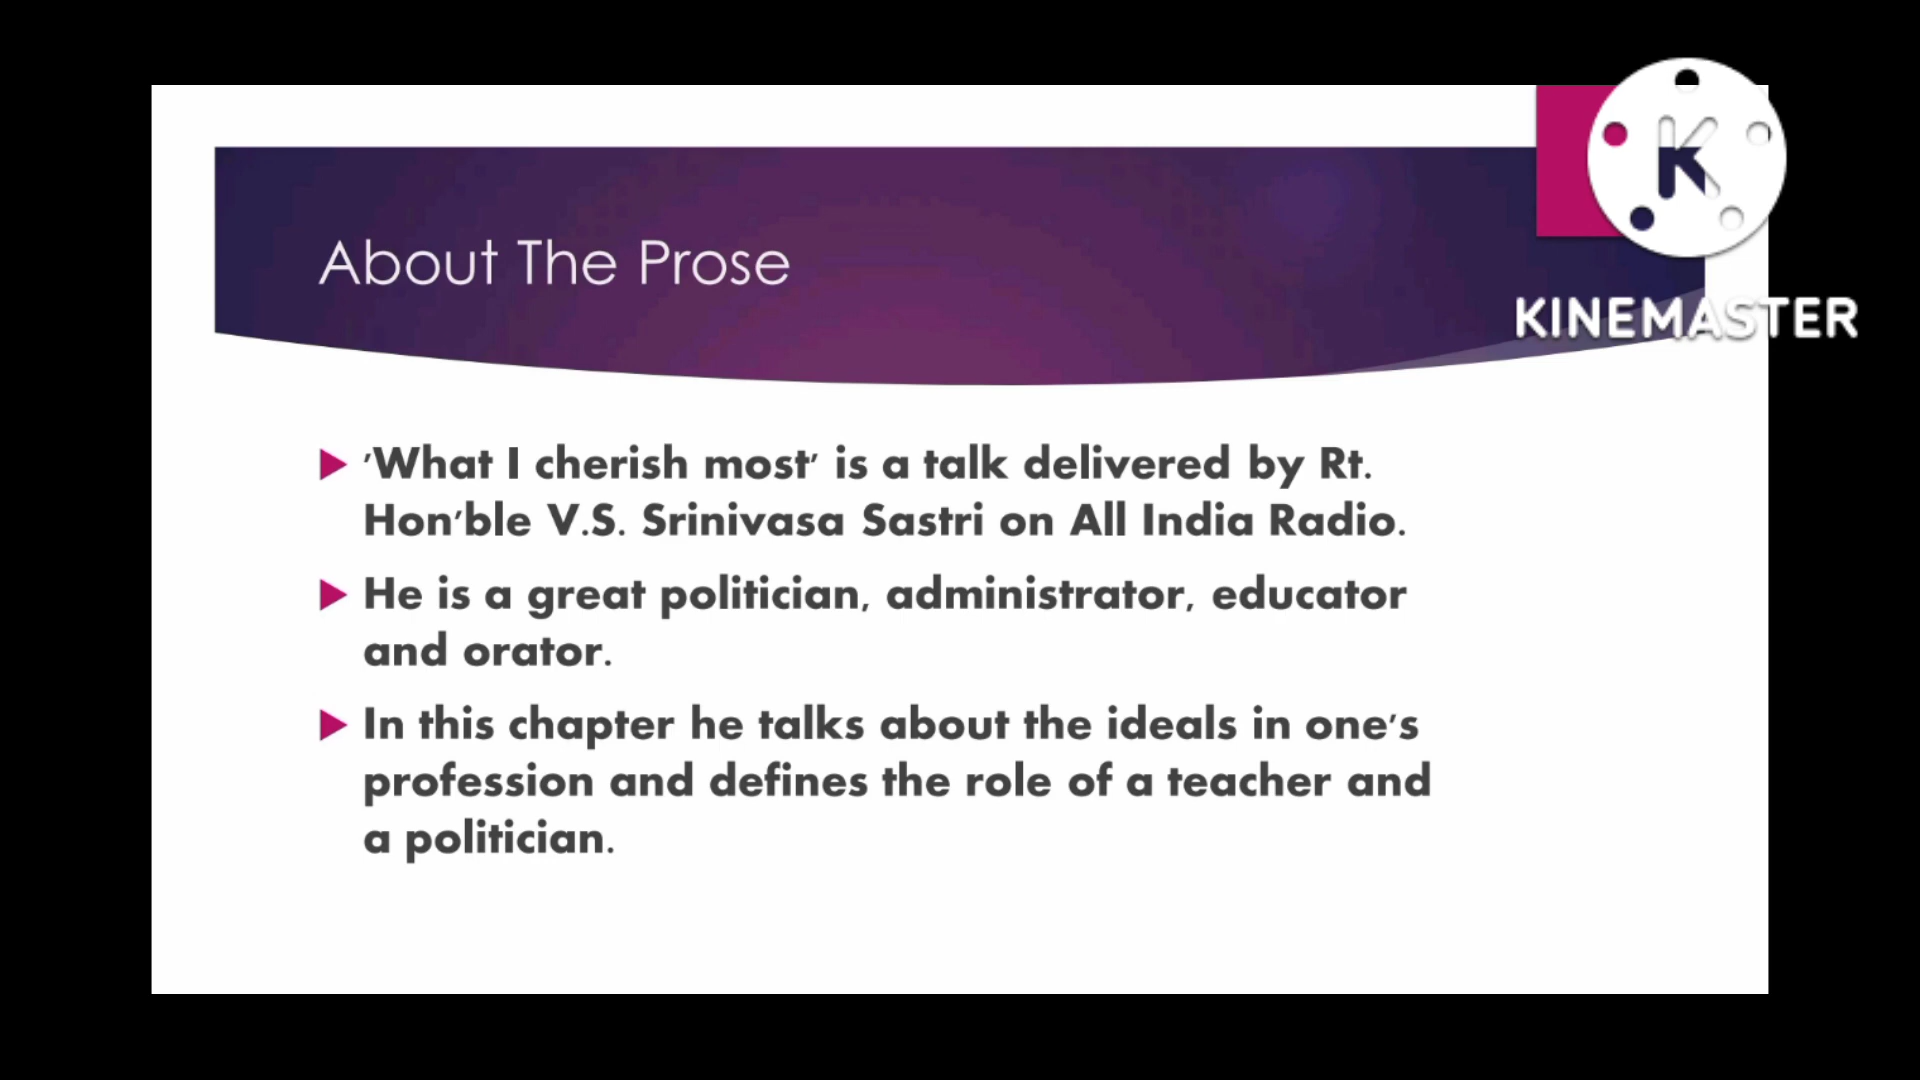 About The Prose
KINEMASTER
'What I cherish most' is a talk delivered by Rt.
Hon'ble V.S. Srinivasa Sastri on All India Radio.
He is a great politician, administrator, educator
and orator.
In this chapter he talks about the ideals in one's
profession and defines the role of a teacher and
a politician.